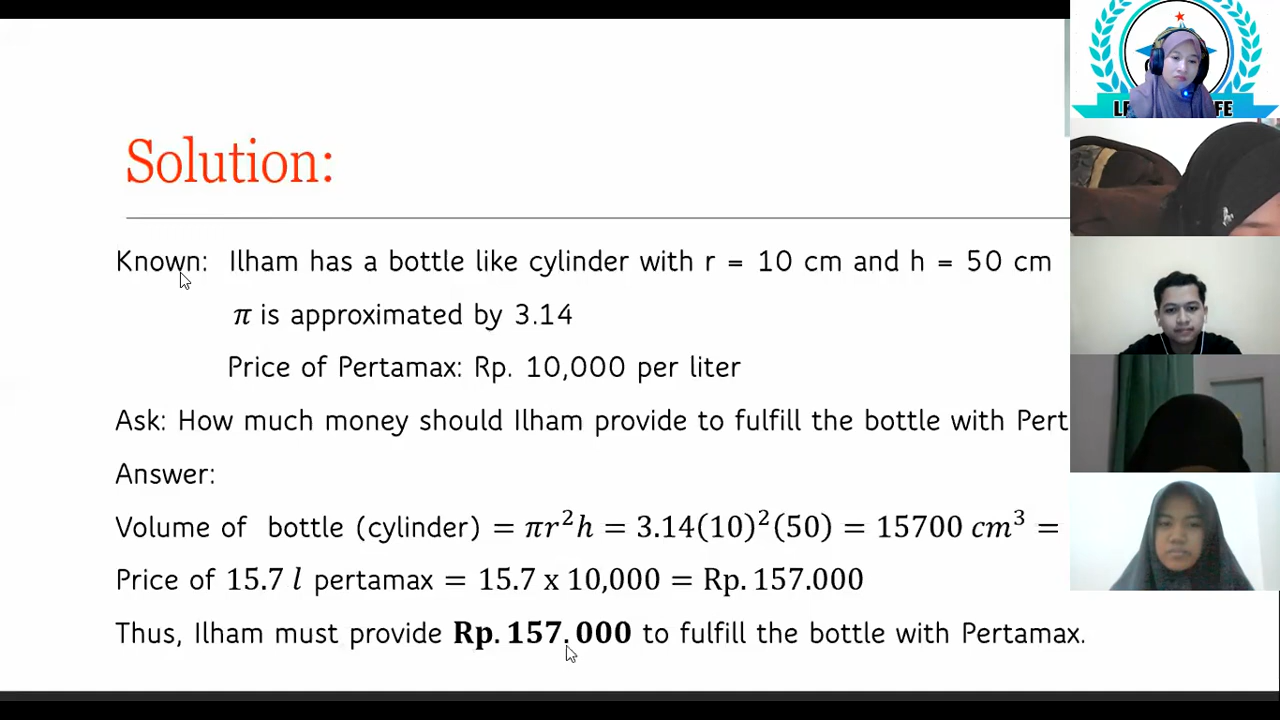 Solution:
Known: Ilham has a bottle like cylinder with r = 10 cm and h = 50 cm
π is approximated by 3.14
Price of Pertamax: Rp. 10,000 per liter
Ask: How much money should Ilham provide to fulfill the bottle with Pert
Answer:
Volume of bottle (cylinder) = πr²h = 3.14(10)²(50) = 15700 cm³ =
Price of 15.7 l pertamax = 15.7 x 10,000 = Rp. 157.000
Thus, Ilham must provide Rp. 157.000 to fulfill the bottle with Pertamax.